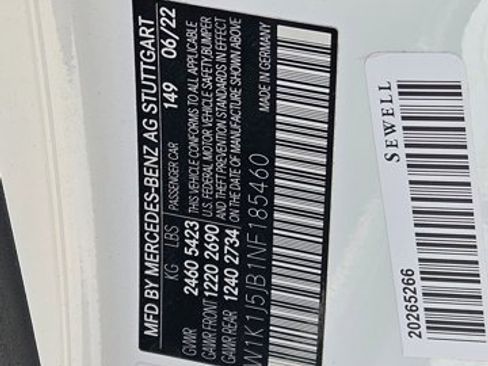 MFD BY MERCEDES-BENZ AG STUTTGART
KG LBS PASSENGER CAR 149 06/22
GVWR 2460 5423 THIS VEHICLE CONFORMS TO ALL APPLICABLE
GAWR FRONT 1220 2690 U.S. FEDERAL MOTOR VEHICLE SAFETY, BUMPER
GAWR REAR 1240 2734 AND THEFT PREVENTION STANDARDS IN EFFECT
ON THE DATE OF MANUFACTURE SHOWN ABOVE
W1K1J5JB1NF185460 MADE IN GERMANY
SEWELL
20265266